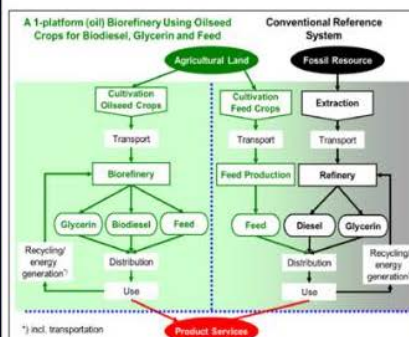 A 1-platform (oil) Biorefinery Using Oilseed
Crops for Biodiesel, Glycerin and Feed
Conventional Reference
System
Agricultural Land
Fossil Resource
Cultivation
Oilseed Crops
Cultivation
Feed Crops
Extraction
Transport
Transport
Transport
Biorefinery
Feed Production
Refinery
Glycerin
Biodiesel
Feed
Feed
Diesel
Glycerin
Recycling/
energy
generation*)
Distribution
Distribution
Recycling/
energy
generation
Use
Use
*) incl. transportation
Product Services